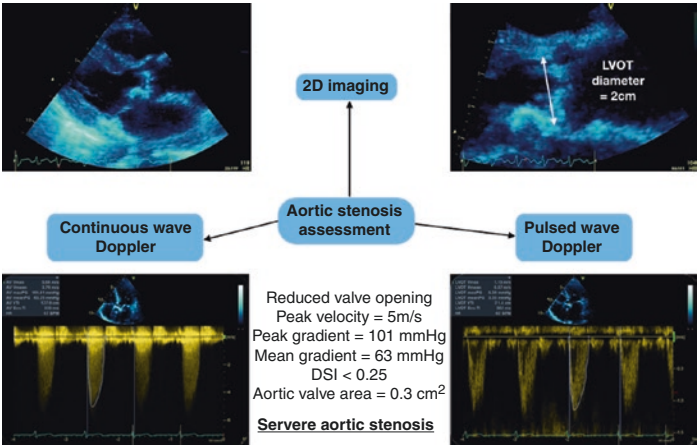 LVOT
diameter
= 2cm
2D imaging
Aortic stenosis
assessment
Continuous wave
Doppler
Pulsed wave
Doppler
Reduced valve opening
Peak velocity = 5m/s
Peak gradient = 101 mmHg
Mean gradient = 63 mmHg
DSI < 0.25
Aortic valve area = 0.3 cm²
Servere aortic stenosis